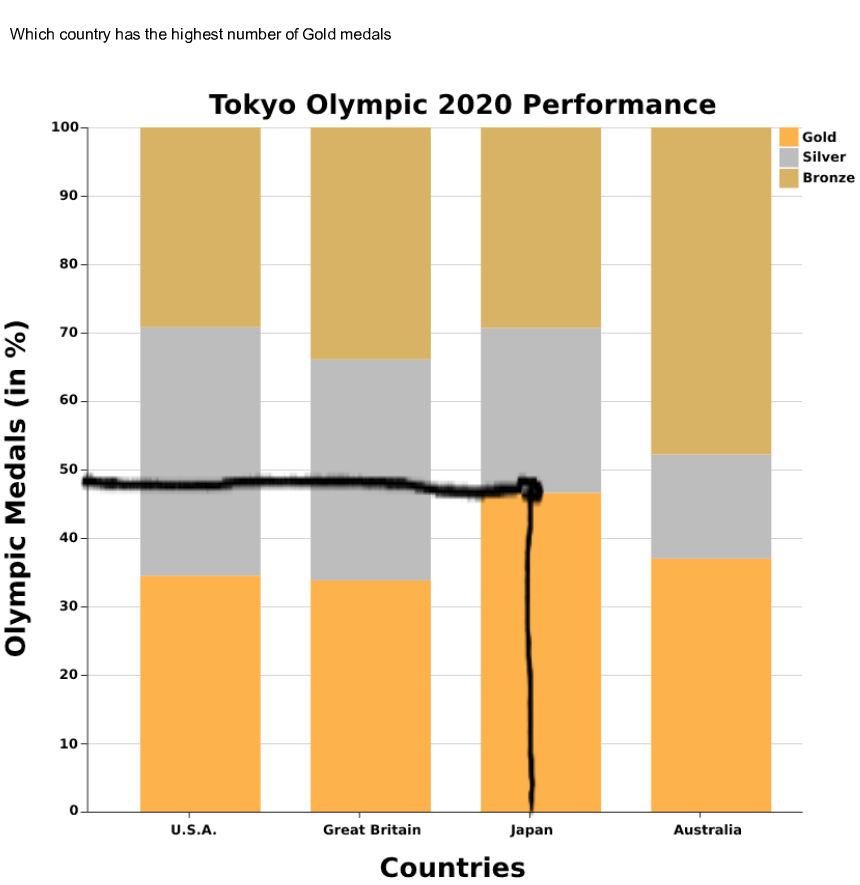 Which country has the highest number of Gold medals
Tokyo Olympic 2020 Performance
Gold
Silver
Bronze
100
90
80
70
60
50
40
30
20
10
0
Olympic Medals (in %)
U.S.A. Great Britain Japan Australia
Countries